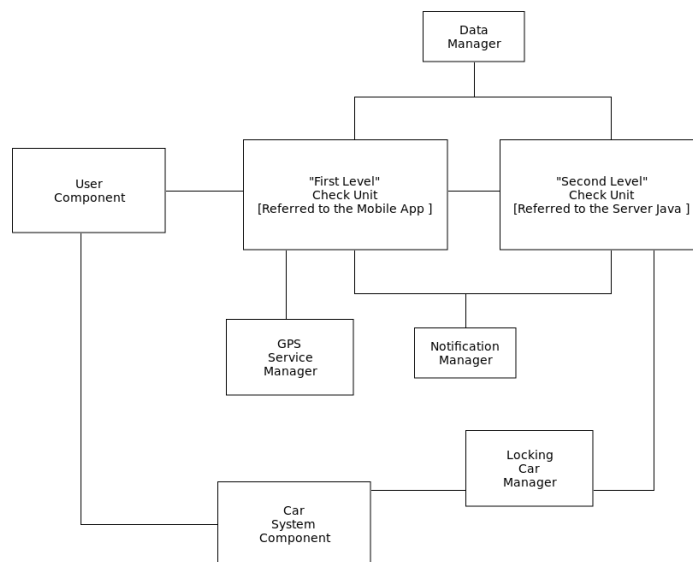 Data
Manager
User
Component
"First Level"
Check Unit
[Referred to the Mobile App ]
"Second Level"
Check Unit
[Referred to the Server Java ]
GPS
Service
Manager
Notification
Manager
Locking
Car
Manager
Car
System
Component